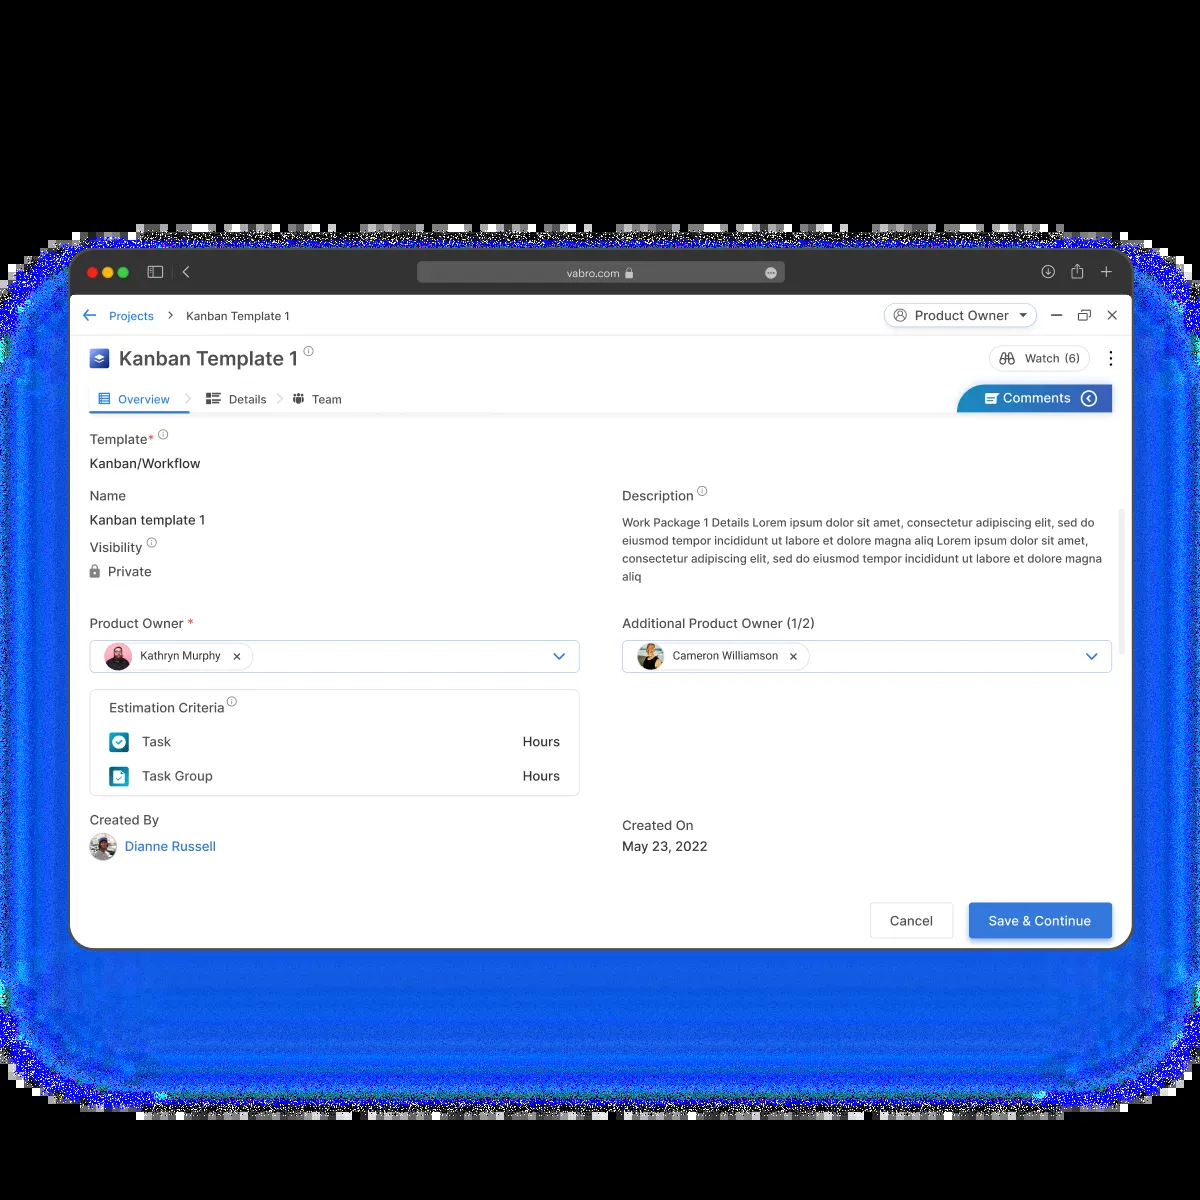 vabro.com
Projects > Kanban Template 1
Product Owner
Kanban Template 1
Watch (6)
Overview
Details
Team
Comments
Template*
Kanban/Workflow
Name
Kanban template 1
Visibility
Private
Description
Work Package 1 Details Lorem ipsum dolor sit amet, consectetur adipiscing elit, sed do
eiusmod tempor incididunt ut labore et dolore magna aliq Lorem ipsum dolor sit amet,
consectetur adipiscing elit, sed do eiusmod tempor incididunt ut labore et dolore magna
aliq
Product Owner *
Kathryn Murphy
Additional Product Owner (1/2)
Cameron Williamson
Estimation Criteria
Task Hours
Task Group Hours
Created By
Dianne Russell
Created On
May 23, 2022
Cancel
Save & Continue